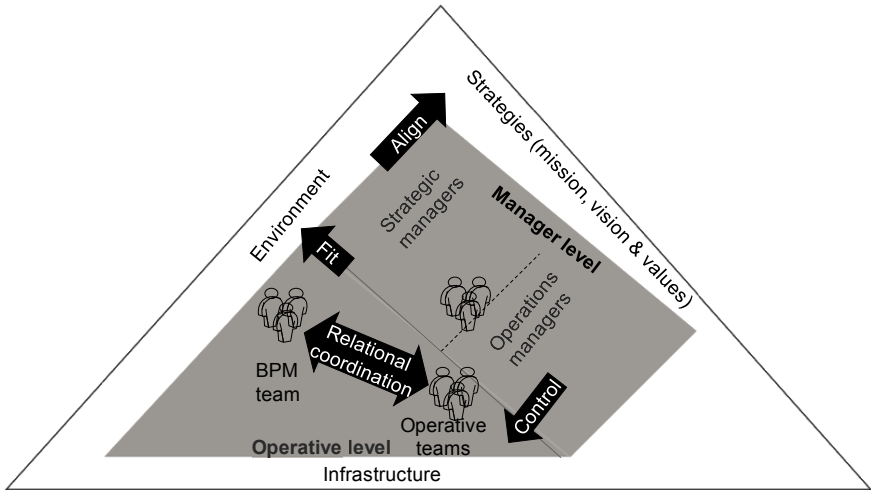 Strategies (mission, vision & values)
Align
Environment
Strategic
managers
Manager level
Fit
Operations
managers
Relational
coordination
BPM
team
Control
Operative
teams
Operative level
Infrastructure